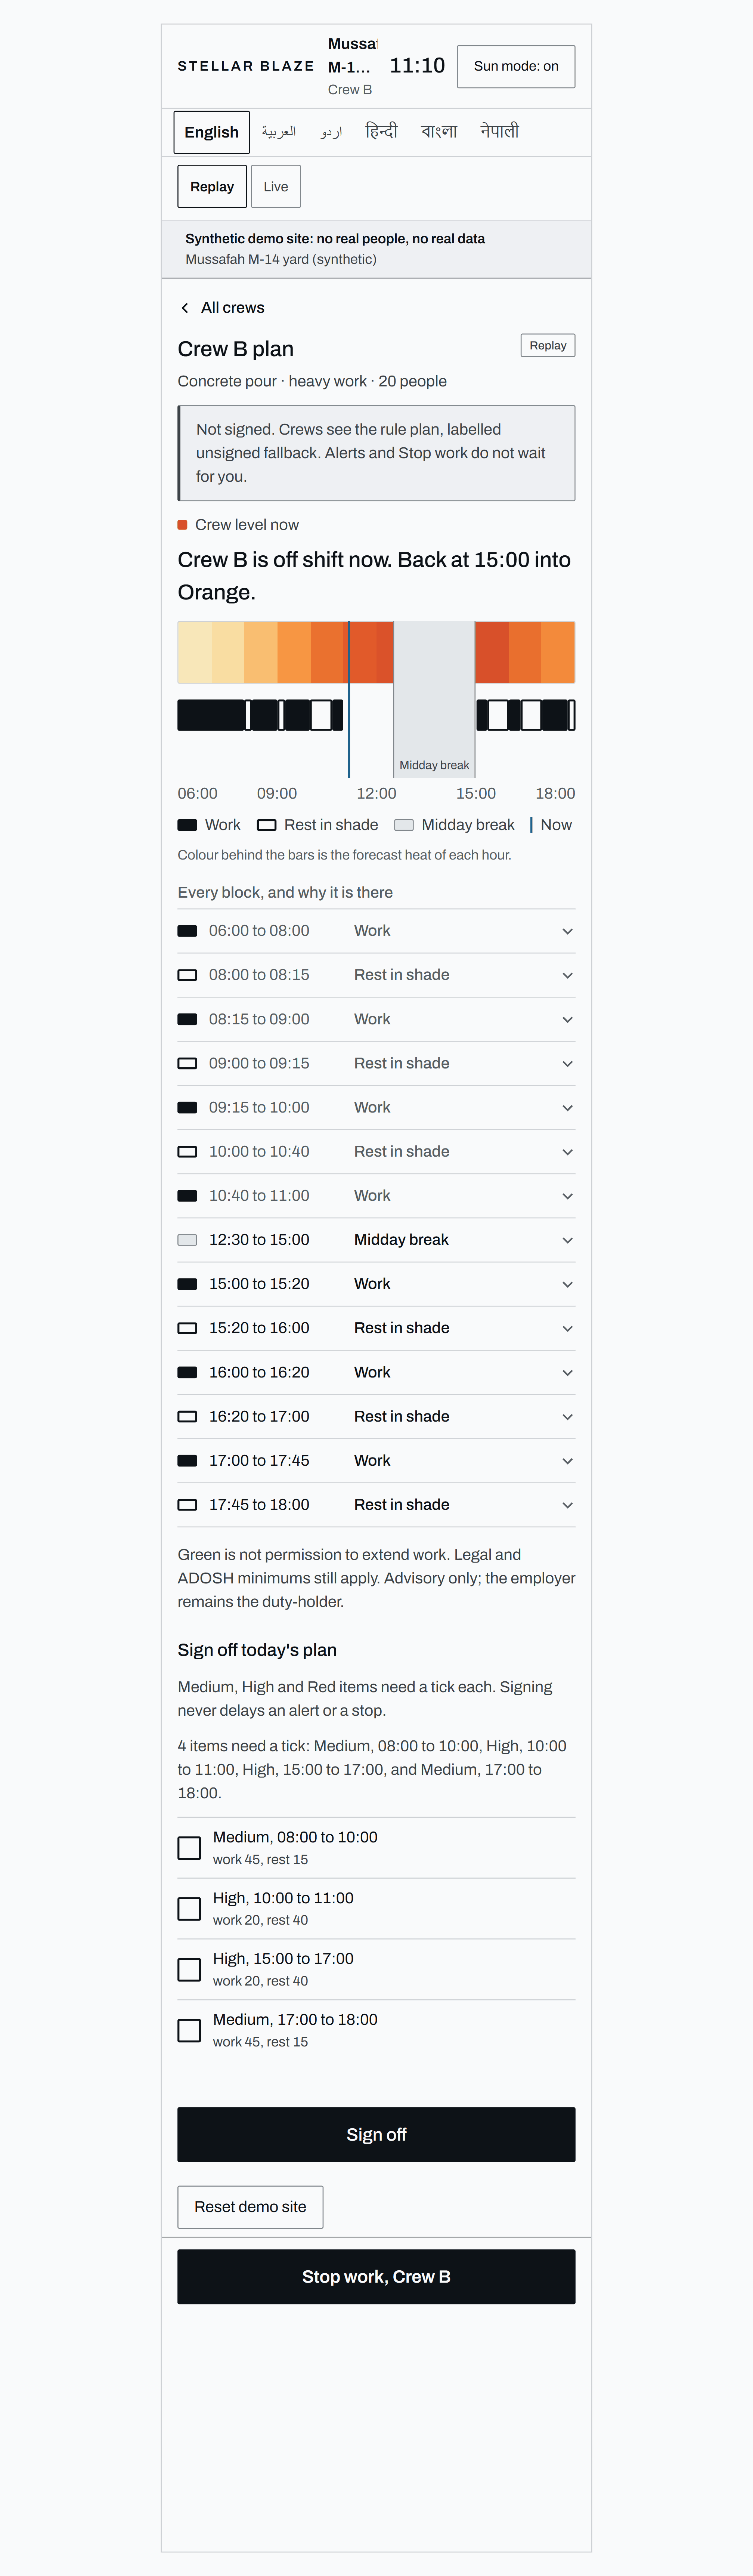 STELLAR BLAZE
M-1...
Crew B
11:10
Sun mode: on
English
العربية
اردو
हिन्दी
বাংলা
नेपाली
Replay
Live
Synthetic demo site: no real people, no real data
Mussafah M-14 yard (synthetic)
All crews
Crew B plan
Replay
Concrete pour · heavy work · 20 people
Not signed. Crews see the rule plan, labelled
unsigned fallback. Alerts and Stop work do not wait
for you.
Crew level now
Crew B is off shift now. Back at 15:00 into
Orange.
Midday break
06:00 09:00 12:00 15:00 18:00
Work Rest in shade Midday break Now
Colour behind the bars is the forecast heat of each hour.
Every block, and why it is there
06:00 to 08:00 Work
08:00 to 08:15 Rest in shade
08:15 to 09:00 Work
09:00 to 09:15 Rest in shade
09:15 to 10:00 Work
10:00 to 10:40 Rest in shade
10:40 to 11:00 Work
12:30 to 15:00 Midday break
15:00 to 15:20 Work
15:20 to 16:00 Rest in shade
16:00 to 16:20 Work
16:20 to 17:00 Rest in shade
17:00 to 17:45 Work
17:45 to 18:00 Rest in shade
Green is not permission to extend work. Legal and
ADOSH minimums still apply. Advisory only; the employer
remains the duty-holder.
Sign off today's plan
Medium, High and Red items need a tick each. Signing
never delays an alert or a stop.
4 items need a tick: Medium, 08:00 to 10:00, High, 10:00
to 11:00, High, 15:00 to 17:00, and Medium, 17:00 to
18:00.
Medium, 08:00 to 10:00
work 45, rest 15
High, 10:00 to 11:00
work 20, rest 40
High, 15:00 to 17:00
work 20, rest 40
Medium, 17:00 to 18:00
work 45, rest 15
Sign off
Reset demo site
Stop work, Crew B